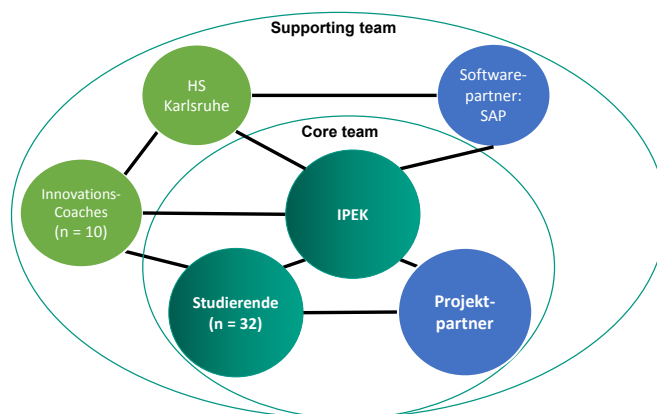 Supporting team
HS
Karlsruhe
Software-
partner:
SAP
Core team
Innovations-
Coaches
(n = 10)
IPEK
Studierende
(n = 32)
Projekt-
partner